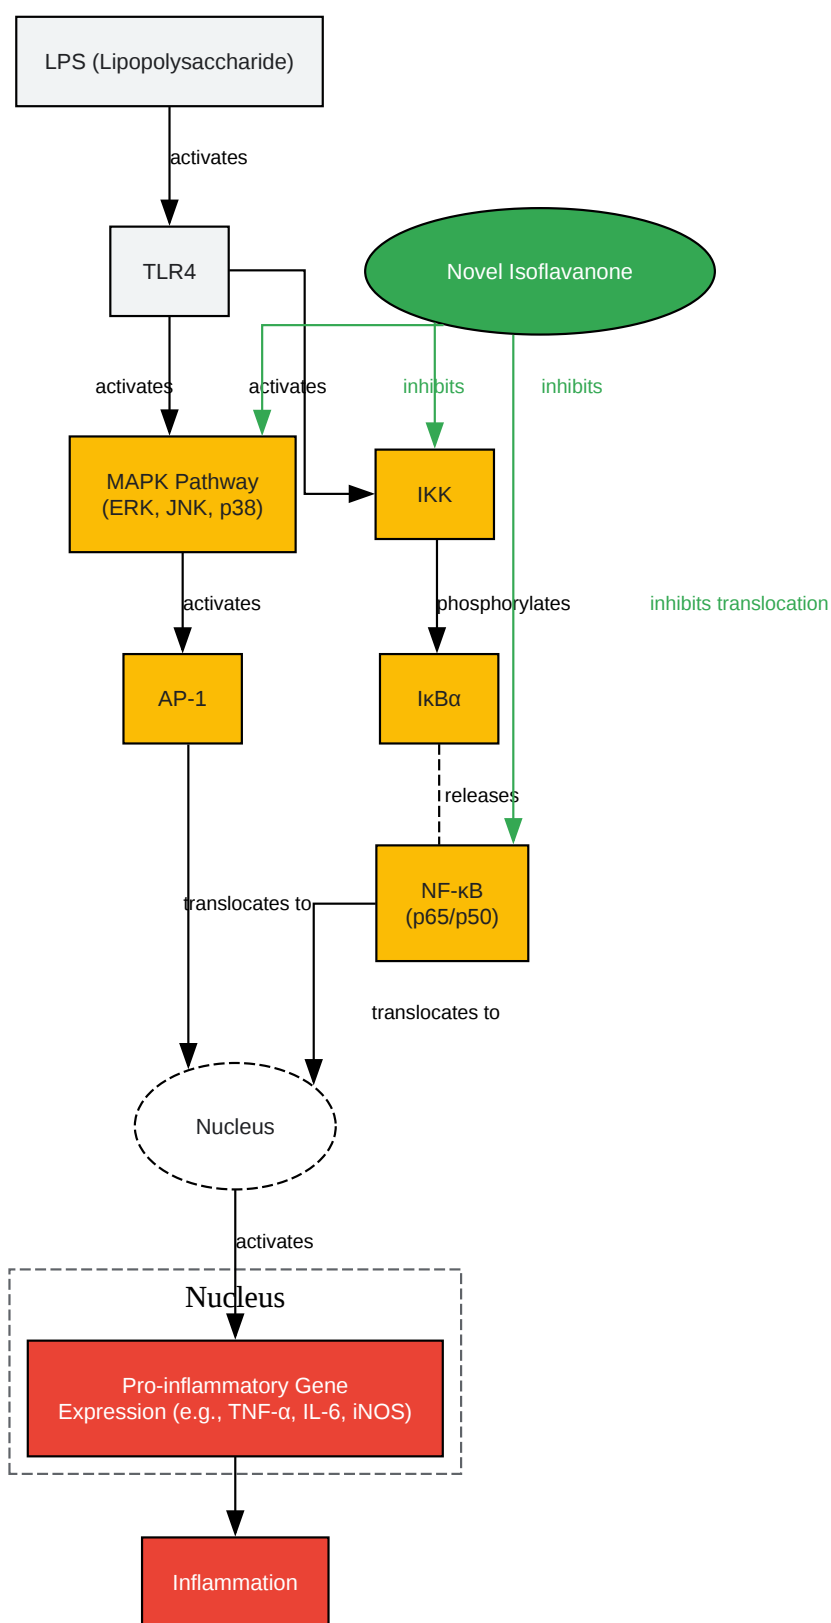 LPS (Lipopolysaccharide)
activates
TLR4
Novel Isoflavanone
activates
activates
inhibits
inhibits
MAPK Pathway
(ERK, JNK, p38)
IKK
activates
phosphorylates
inhibits translocation
AP-1
IκBα
releases
NF-κB
(p65/p50)
translocates to
translocates to
Nucleus
activates
Nucleus
Pro-inflammatory Gene
Expression (e.g., TNF-α, IL-6, iNOS)
Inflammation